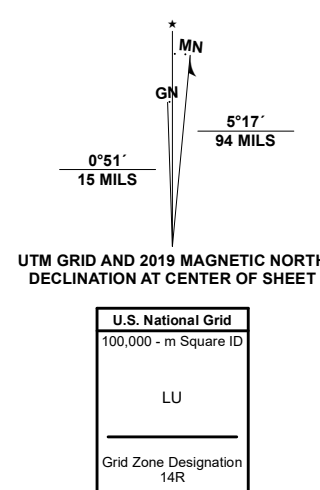 MN
GN
5°17´
94 MILS
0°51´
15 MILS
UTM GRID AND 2019 MAGNETIC NORTH
DECLINATION AT CENTER OF SHEET
U.S. National Grid
100,000 - m Square ID
LU
Grid Zone Designation
14R